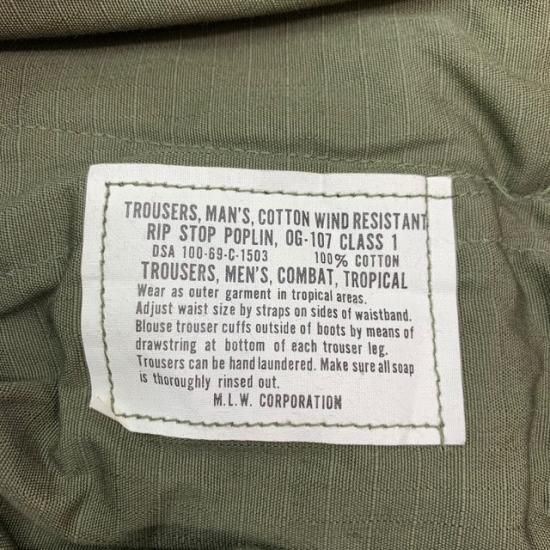 TROUSERS, MAN'S, COTTON WIND RESISTANT
RIP STOP POPLIN, OG-107 CLASS 1
DSA 100-69-C-1503 100% COTTON
TROUSERS, MEN'S, COMBAT, TROPICAL
Wear as outer garment in tropical areas.
Adjust waist size by straps on sides of waistband.
Blouse trouser cuffs outside of boots by means of
drawstring at bottom of each trouser leg.
Trousers can be hand laundered. Make sure all soap
is thoroughly rinsed out.
M.L.W. CORPORATION